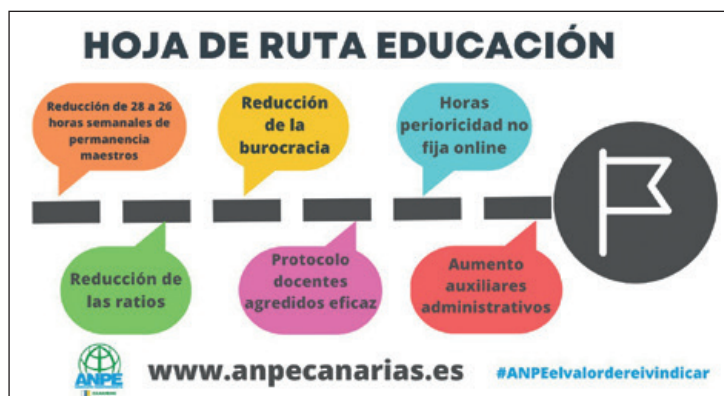 HOJA DE RUTA EDUCACIÓN
Reducción de 28 a 26
horas semanales de
permanencia
maestros
Reducción
de la
burocracia
Horas
perioricidad no
fija online
Reducción de
las ratios
Protocolo
docentes
agredidos eficaz
Aumento
auxiliares
administrativos
ANPE
www.anpecanarias.es
#ANPEelvalordereivindicar